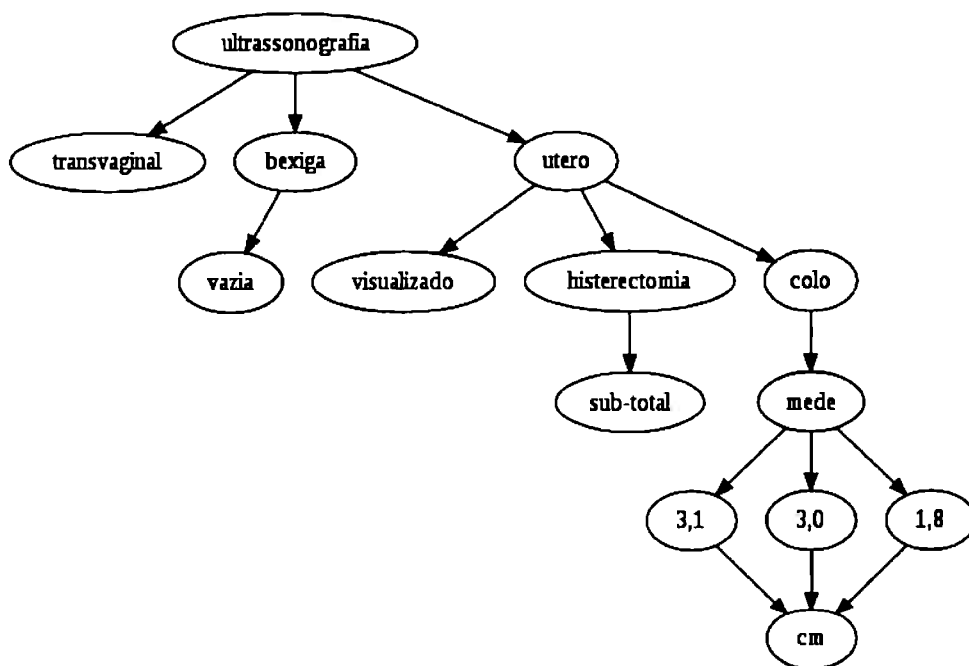 ultrassonografia
transvaginal
bexiga
utero
vazia
visualizado
histerectomia
colo
sub-total
mede
3,1
3,0
1,8
cm